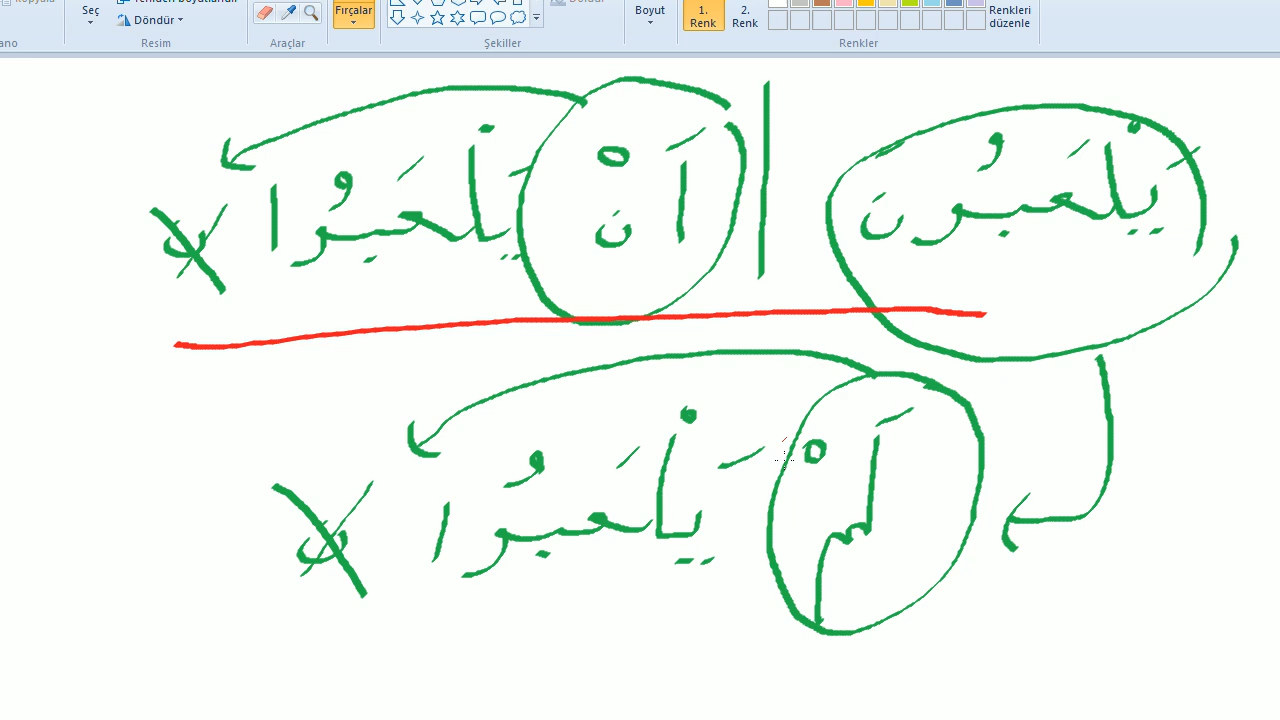 Seç
Döndür
Resim
Araçlar
Fırçalar
Şekiller
Boyut
1. Renk
2. Renk
Renkleri düzenle
Renkler
يَلْعَبُونَ | اَنْ يَلْعَبُوا
لَمْ يَلْعَبُوا